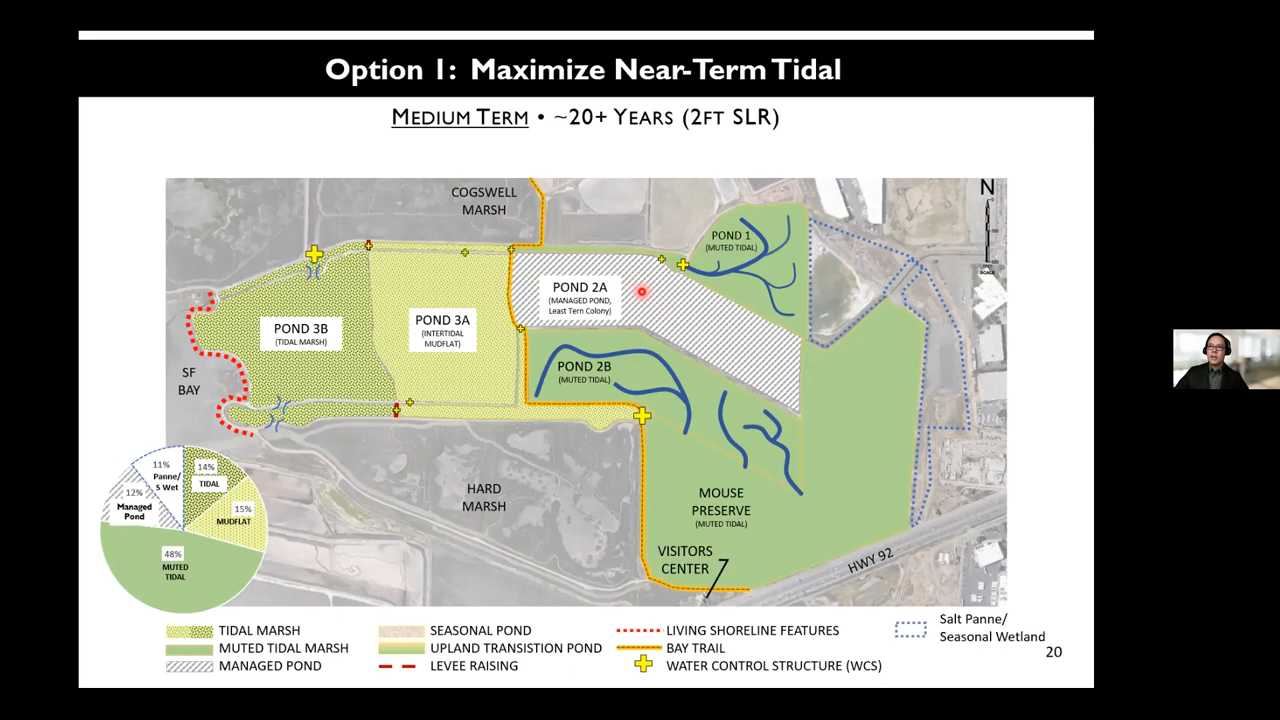 Option 1: Maximize Near-Term Tidal
MEDIUM TERM • ~20+ YEARS (2FT SLR)
COGSWELL
MARSH
N
SCALE
POND 1
(MUTED TIDAL)
POND 2A
(MANAGED POND,
Least Tern Colony)
POND 3B
(TIDAL MARSH)
POND 3A
(INTERTIDAL
MUDFLAT)
POND 2B
(MUTED TIDAL)
SF
BAY
HARD
MARSH
MOUSE
PRESERVE
(MUTED TIDAL)
VISITORS
CENTER
HWY 92
11%
Panne/
S Wet
14%
TIDAL
12%
Managed
Pond
15%
MUDFLAT
48%
MUTED
TIDAL
TIDAL MARSH
MUTED TIDAL MARSH
MANAGED POND
SEASONAL POND
UPLAND TRANSISTION POND
LEVEE RAISING
LIVING SHORELINE FEATURES
BAY TRAIL
WATER CONTROL STRUCTURE (WCS)
Salt Panne/
Seasonal Wetland
20